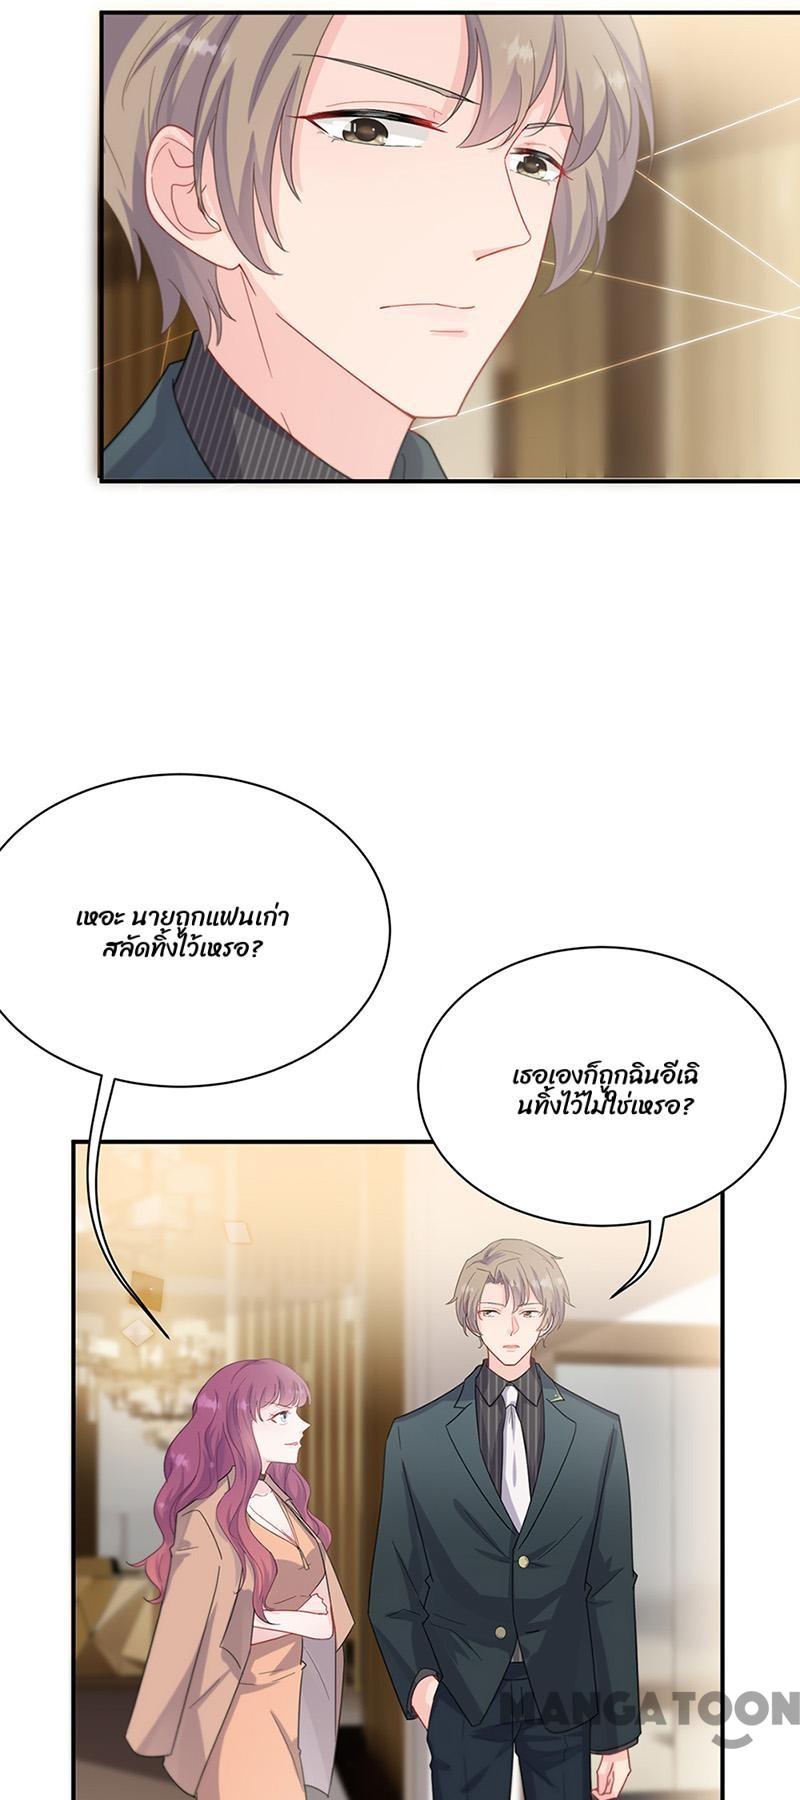 เหอะ นายถูกแฟนเก่า
สลัดทิ้งไว้เหรอ?
เธอเองก็ถูกฉินอีเฉิ
นทิ้งไว้ไม่ใช่เหรอ?
MANGATOON